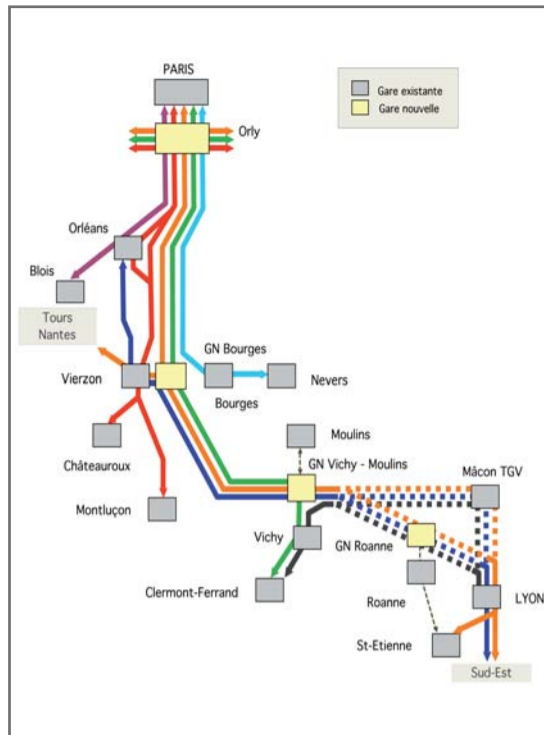 PARIS
Gare existante
Gare nouvelle
Orly
Orléans
Blois
Tours
Nantes
GN Bourges
Vierzon
Nevers
Bourges
Moulins
Châteauroux
GN Vichy - Moulins
Mâcon TGV
Montluçon
Vichy
GN Roanne
Clermont-Ferrand
Roanne
LYON
St-Etienne
Sud-Est